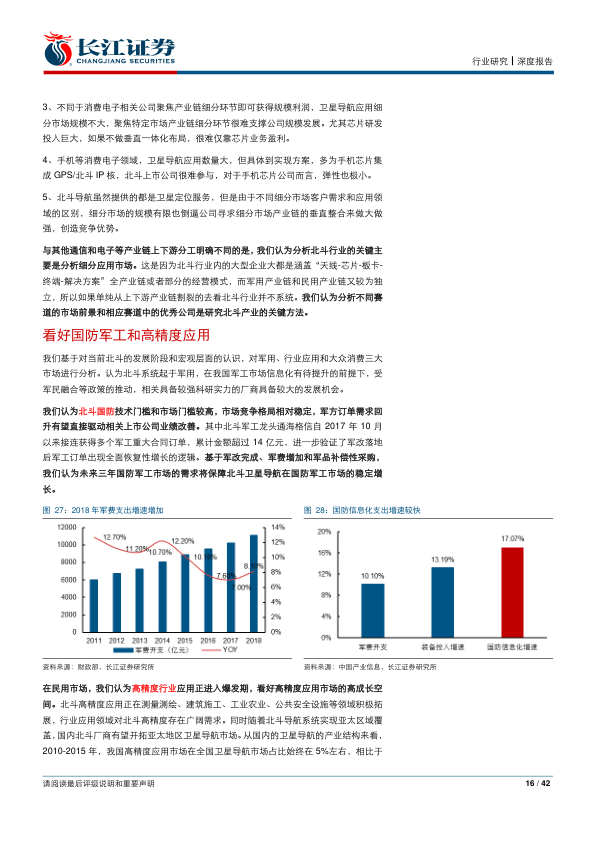 长江证券
CHANGJIANG SECURITIES
行业研究┃深度报告
3、不同于消费电子相关公司聚焦产业链细分环节即可获得规模利润，卫星导航应用细
分市场规模不大，聚焦特定市场产业链细分环节很难支撑公司规模发展。尤其芯片研发
投入巨大，如果不做垂直一体化布局，很难仅靠芯片业务盈利。
4、手机等消费电子领域，卫星导航应用数量大，但具体到实现方案，多为手机芯片集
成 GPS/北斗 IP 核，北斗上市公司很难参与，对于手机芯片公司而言，弹性也极小。
5、北斗导航虽然提供的都是卫星定位服务，但是由于不同细分市场客户需求和应用领
域的区别，细分市场的规模有限也倒逼公司寻求细分市场产业链的垂直整合来做大做
强，创造竞争优势。
与其他通信和电子等产业链上下游分工明确不同的是，我们认为分析北斗行业的关键主
要是分析细分应用市场。这是因为北斗行业内的大型企业大都是涵盖“天线-芯片-板卡-
终端-解决方案”全产业链或者部分的经营模式，而军用产业链和民用产业链又较为独
立，所以如果单纯从上下游产业链割裂的去看北斗行业并不系统。我们认为分析不同赛
道的市场前景和相应赛道中的优秀公司是研究北斗产业的关键方法。
看好国防军工和高精度应用
我们基于对当前北斗的发展阶段和宏观层面的认识，对军用、行业应用和大众消费三大
市场进行分析。认为北斗系统起于军用，在我国军工市场信息化有待提升的前提下，受
军民融合等政策的推动，相关具备较强科研实力的厂商具备较大的发展机会。
我们认为北斗国防技术门槛和市场门槛较高，市场竞争格局相对稳定，军方订单需求回
升有望直接驱动相关上市公司业绩改善。其中北斗军工龙头通海格信自 2017 年 10 月
以来接连获得多个军工重大合同订单，累计金额超过 14 亿元，进一步验证了军改落地
后军工订单出现全面恢复性增长的逻辑。基于军改完成、军费增加和军品补偿性采购，
我们认为未来三年国防军工市场的需求将保障北斗卫星导航在国防军工市场的稳定增
长。
图 27：2018 年军费支出增速增加
12000
10000
8000
6000
4000
2000
0
14%
12%
10%
8%
6%
4%
2%
0%
12.70%
11.20%
10.70%
12.20%
10.10%
7.60%
7.00%
8.10%
2011 2012 2013 2014 2015 2016 2017 2018
军费开支（亿元） YOY
资料来源：财政部，长江证券研究所
图 28：国防信息化支出增速较快
20%
16%
12%
8%
4%
0%
10.10%
13.19%
17.07%
军费开支 装备投入增速 国防信息化增速
资料来源：中国产业信息，长江证券研究所
在民用市场，我们认为高精度行业应用正进入爆发期，看好高精度应用市场的高成长空
间。北斗高精度应用正在测量测绘、建筑施工、工业农业、公共安全设施等领域积极拓
展，行业应用领域对北斗高精度存在广阔需求。同时随着北斗导航系统实现亚太区域覆
盖，国内北斗厂商有望开拓亚太地区卫星导航市场。从国内的卫星导航的产业结构来看，
2010-2015 年，我国高精度应用市场在全国卫星导航市场占比始终在 5%左右，相比于
请阅读最后评级说明和重要声明
16 / 42